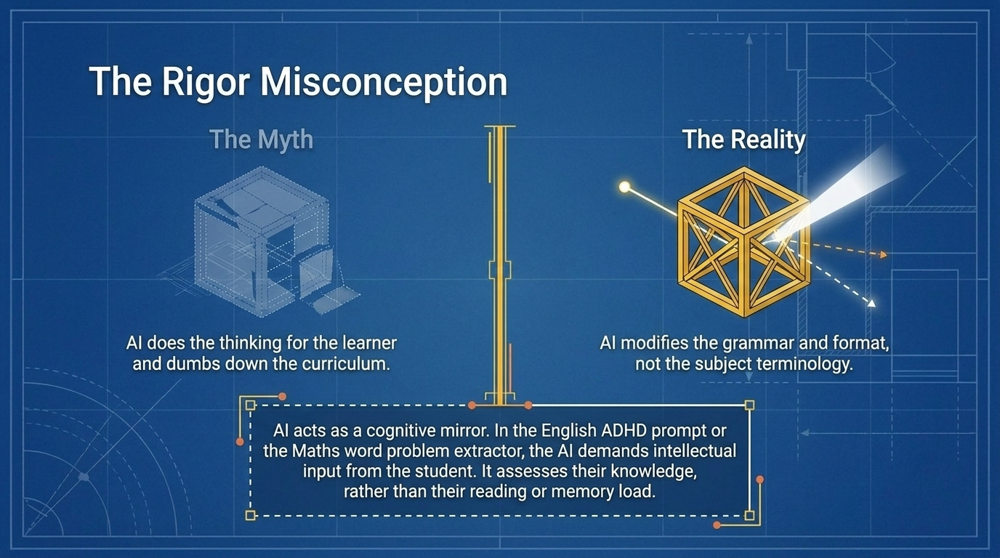 The Rigor Misconception
The Myth
AI does the thinking for the learner
and dumbs down the curriculum.
The Reality
AI modifies the grammar and format,
not the subject terminology.
AI acts as a cognitive mirror. In the English ADHD prompt or
the Maths word problem extractor, the AI demands intellectual
input from the student. It assesses their knowledge,
rather than their reading or memory load.